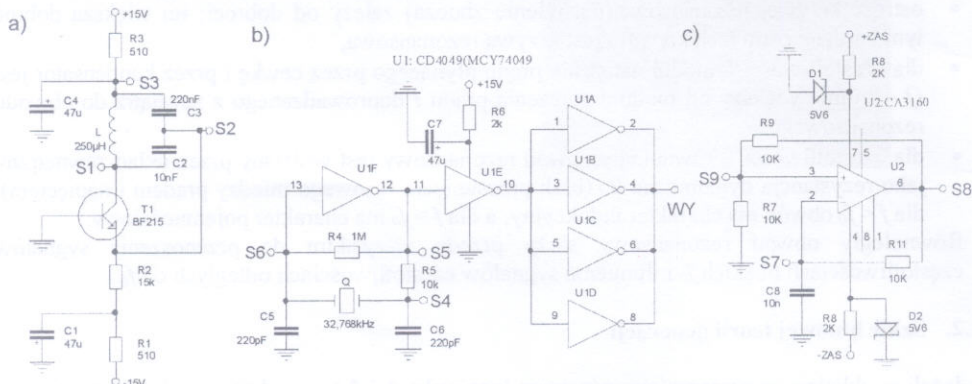 a)
+15V
R3
510
S3
C4
47u
220nF
C3
L
250µH
S2
C2
10nF
S1
T1
BF215
R2
15k
C1
47u
R1
510
-15V
b)
U1: CD4049(MCY74049
+15V
C7
47u
R6
2k
U1F
13
12
11
U1E
10
S6
R4 1M
S5
R5
10k
Q
32,768kHz
S4
C5
220pF
C6
220pF
U1A
1
2
U1B
3
4
U1C
5
6
WY
U1D
9
8
c)
+ZAS
D1
5V6
R8
2K
U2:CA3160
R9
10K
7 5
U2
S9
3
2
6
S8
R7
10K
4 8 1
S7
R11
10K
C8
10n
R8
2K
D2
5V6
-ZAS